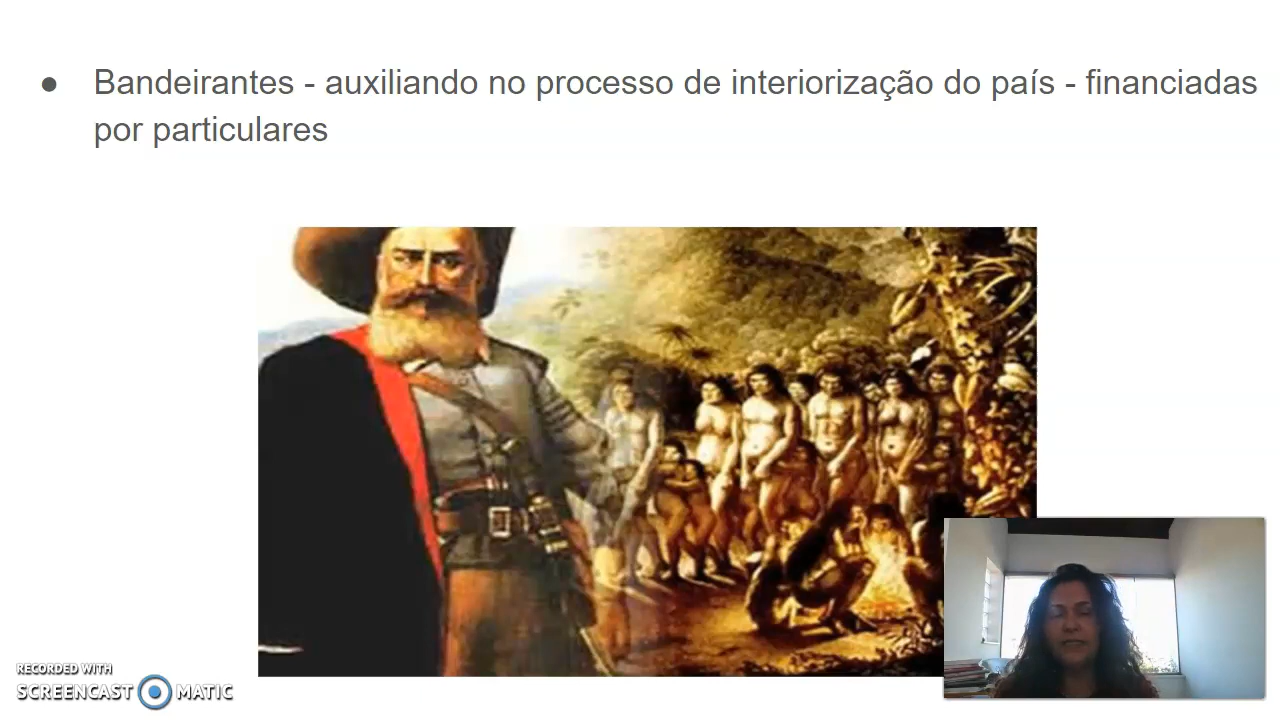 ● Bandeirantes - auxiliando no processo de interiorização do país - financiadas
por particulares
RECORDED WITH
SCREENCAST MATIC